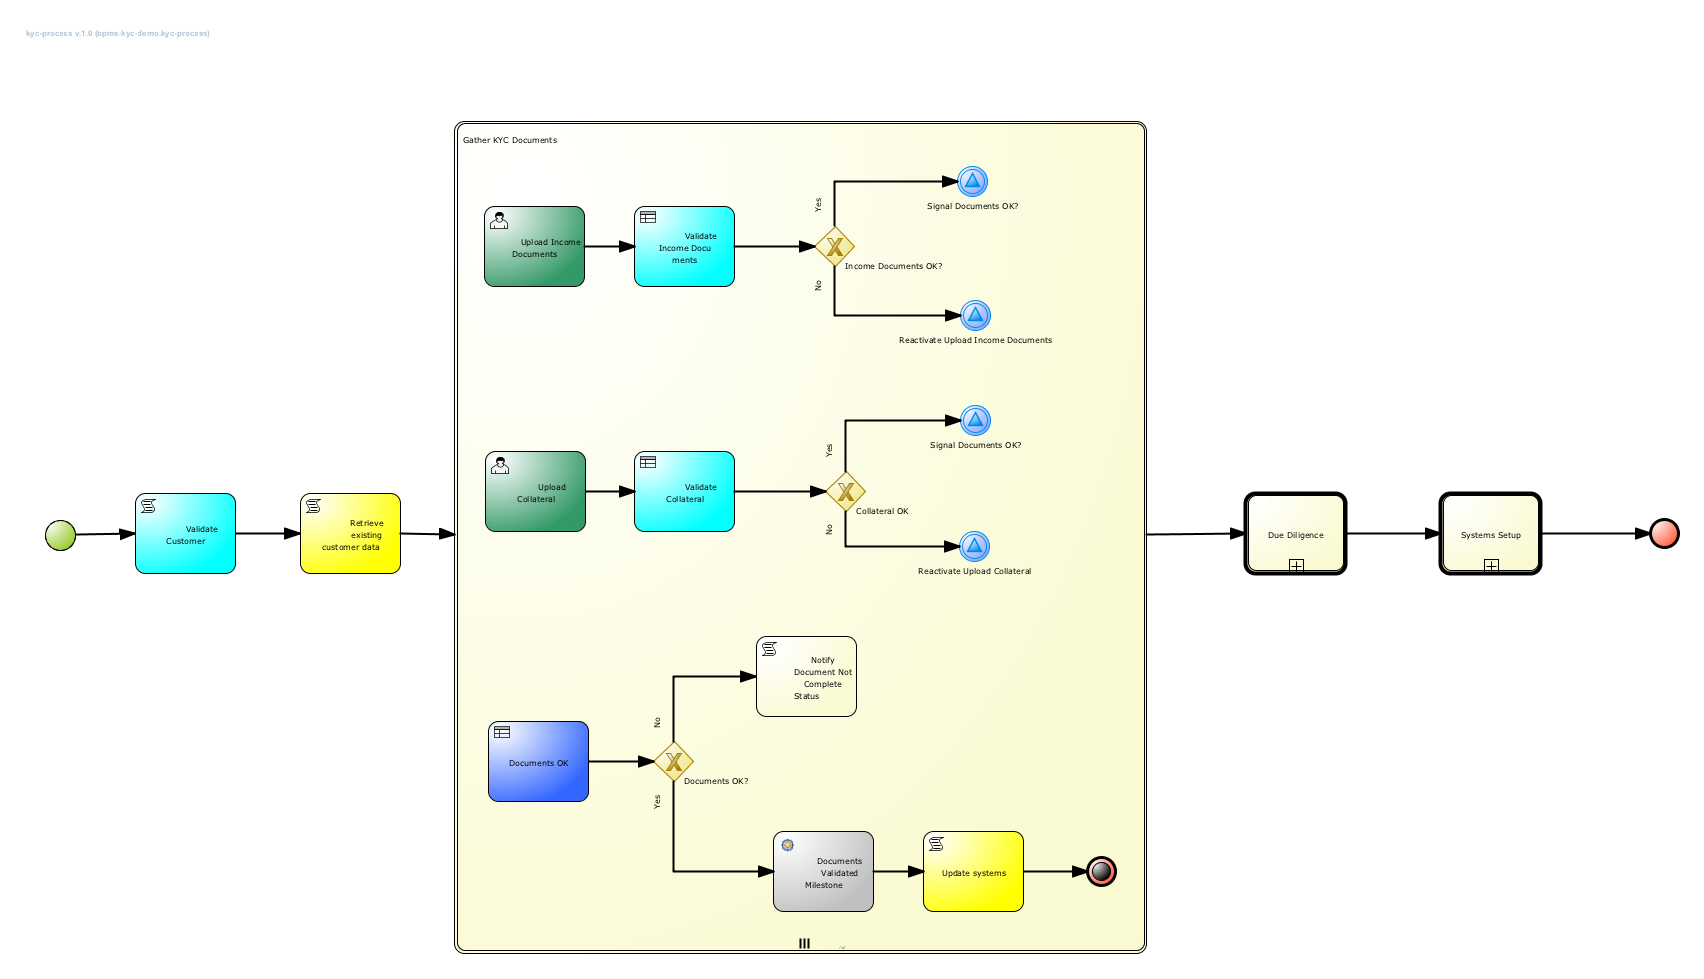 kyc-process v.1.0 (bpms-kyc-demo.kyc-process)
Gather KYC Documents
Upload Income
Documents
Validate
Income Docu
ments
Yes
No
Income Documents OK?
Signal Documents OK?
Reactivate Upload Income Documents
Upload
Collateral
Validate
Collateral
Yes
No
Collateral OK
Signal Documents OK?
Reactivate Upload Collateral
Validate
Customer
Retrieve
existing
customer data
Documents OK
No
Yes
Documents OK?
Notify
Document Not
Complete
Status
Documents
Validated
Milestone
Update systems
Due Diligence
Systems Setup